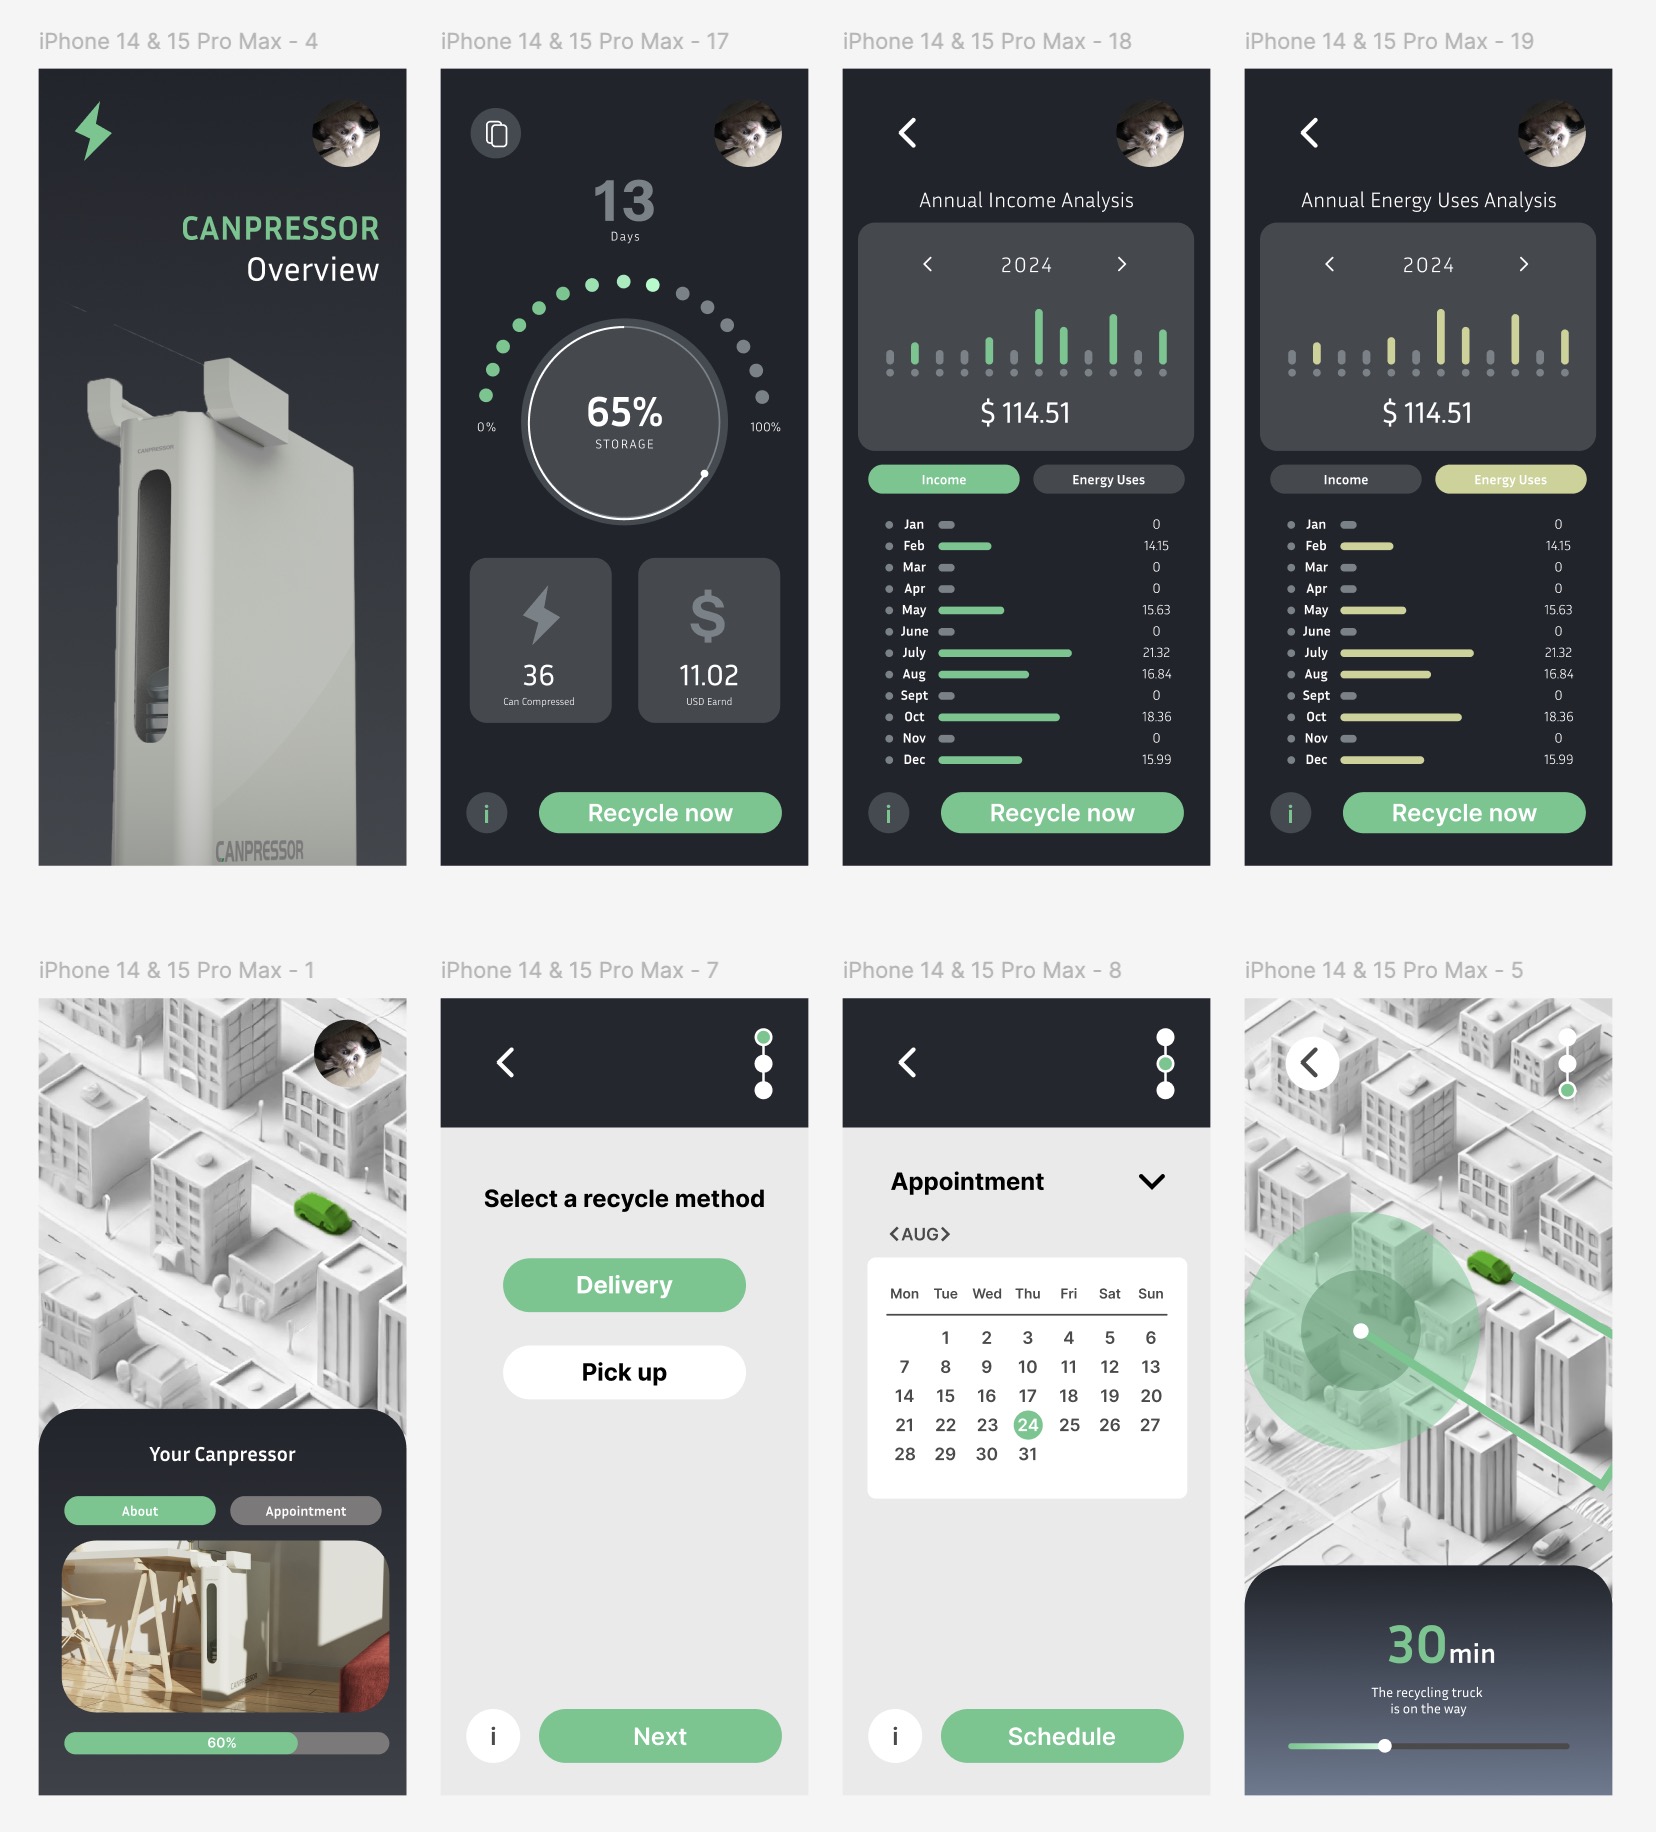 iPhone 14 & 15 Pro Max - 4
CANPRESSOR
Overview
CANPRESSOR
CANPRESSOR
iPhone 14 & 15 Pro Max - 17
13
Days
0%
100%
65%
STORAGE
36
Can Compressed
11.02
USD Earnd
i
Recycle now
iPhone 14 & 15 Pro Max - 18
Annual Income Analysis
2024
$ 114.51
Income
Energy Uses
Jan 0
Feb 14.15
Mar 0
Apr 0
May 15.63
June 0
July 21.32
Aug 16.84
Sept 0
Oct 18.36
Nov 0
Dec 15.99
i
Recycle now
iPhone 14 & 15 Pro Max - 19
Annual Energy Uses Analysis
2024
$ 114.51
Income
Energy Uses
Jan 0
Feb 14.15
Mar 0
Apr 0
May 15.63
June 0
July 21.32
Aug 16.84
Sept 0
Oct 18.36
Nov 0
Dec 15.99
i
Recycle now
iPhone 14 & 15 Pro Max - 1
Your Canpressor
About
Appointment
CANPRESSOR
60%
iPhone 14 & 15 Pro Max - 7
Select a recycle method
Delivery
Pick up
i
Next
iPhone 14 & 15 Pro Max - 8
Appointment
AUG
Mon Tue Wed Thu Fri Sat Sun
1 2 3 4 5 6
7 8 9 10 11 12 13
14 15 16 17 18 19 20
21 22 23 24 25 26 27
28 29 30 31
i
Schedule
iPhone 14 & 15 Pro Max - 5
30min
The recycling truck
is on the way